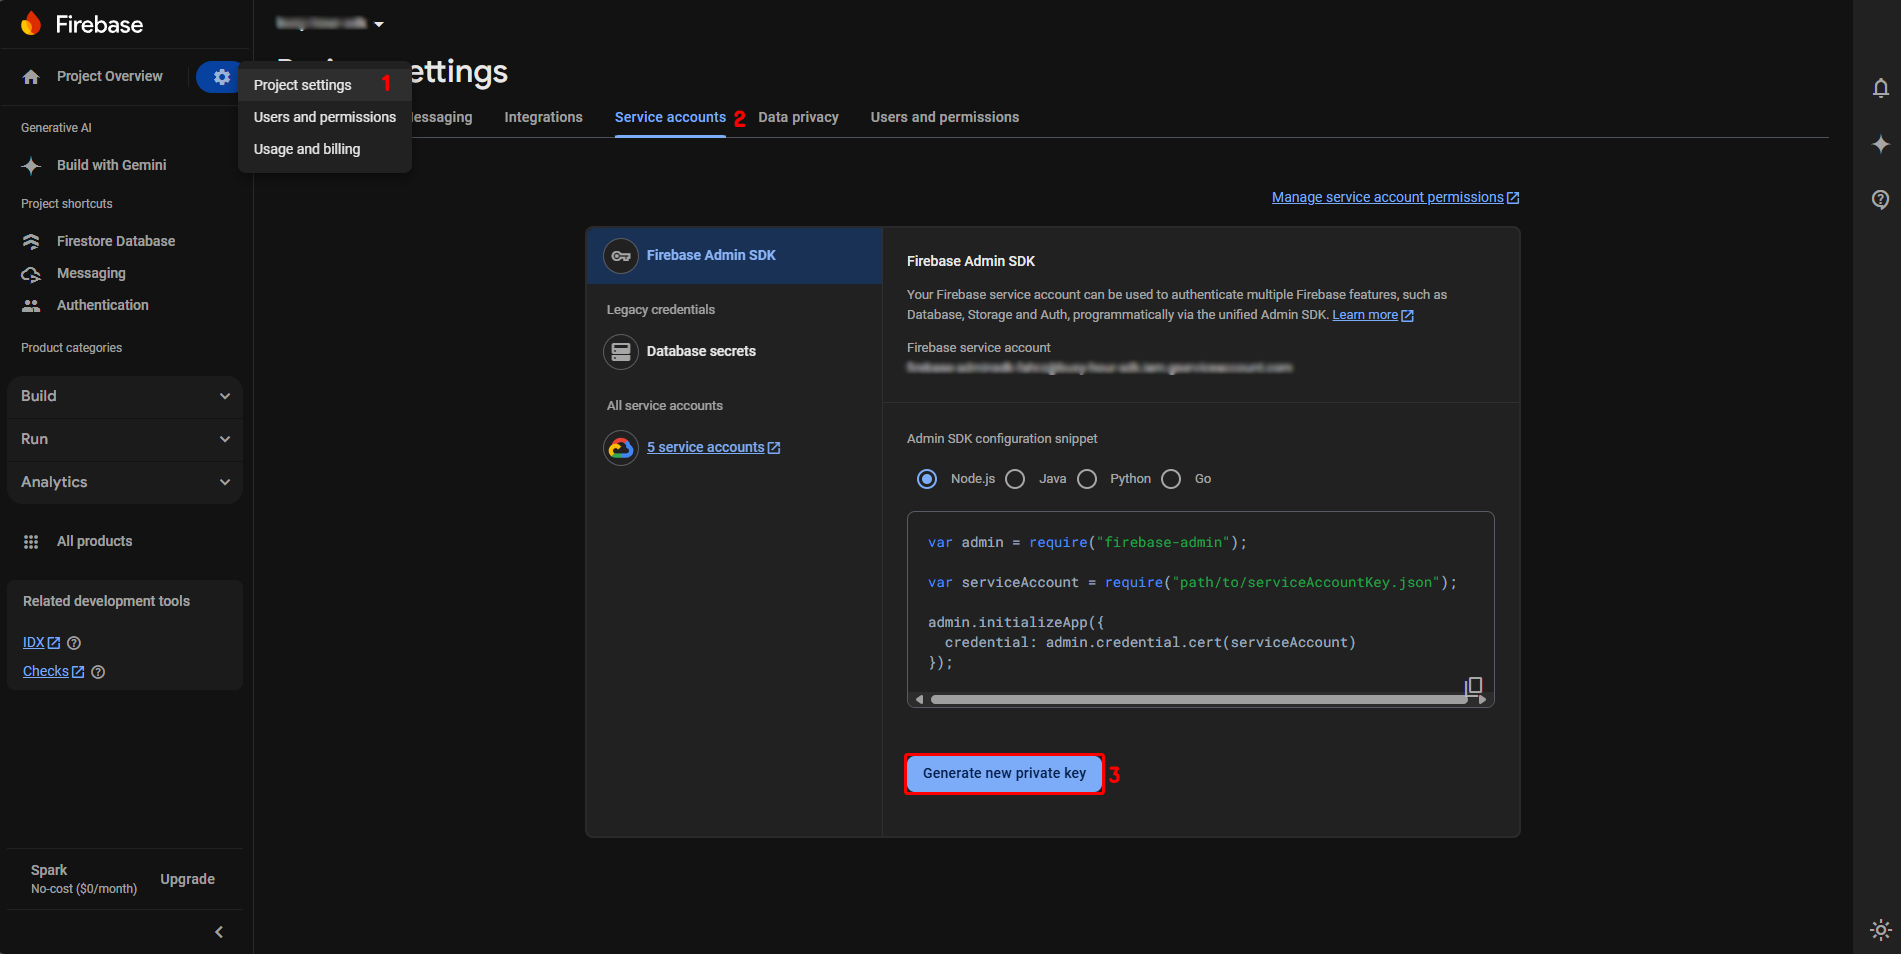 Firebase
Project Overview
Generative AI
Build with Gemini
Project shortcuts
Firestore Database
Messaging
Authentication
Product categories
Build
Run
Analytics
All products
Related development tools
IDX
Checks
Spark
No-cost ($0/month)
Upgrade
Project settings 1
Users and permissions
Usage and billing
ettings
essaging
Integrations
Service accounts 2
Data privacy
Users and permissions
Manage service account permissions
Firebase Admin SDK
Legacy credentials
Database secrets
All service accounts
5 service accounts
Firebase Admin SDK
Your Firebase service account can be used to authenticate multiple Firebase features, such as
Database, Storage and Auth, programmatically via the unified Admin SDK. Learn more
Firebase service account
Admin SDK configuration snippet
Node.js Java Python Go
var admin = require("firebase-admin");
var serviceAccount = require("path/to/serviceAccountKey.json");
admin.initializeApp({
credential: admin.credential.cert(serviceAccount)
});
Generate new private key 3